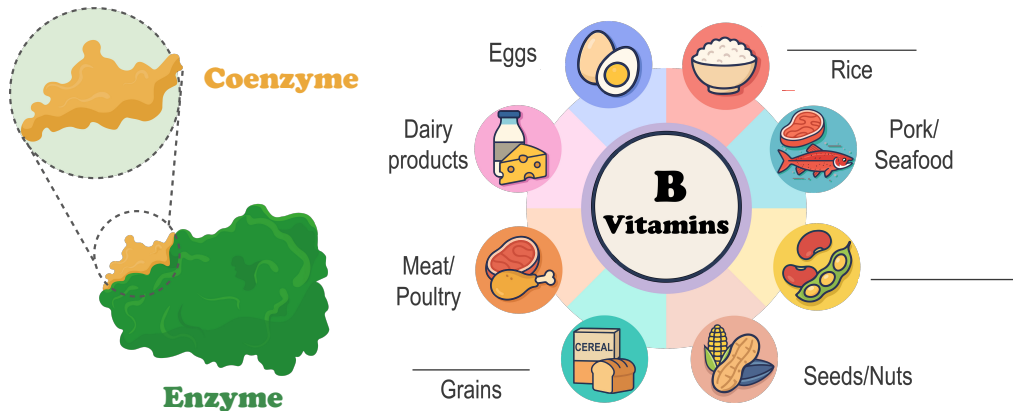 Coenzyme
Enzyme
Eggs
Rice
Dairy
products
Pork/
Seafood
B
Vitamins
Meat/
Poultry
CEREAL
Grains
Seeds/Nuts